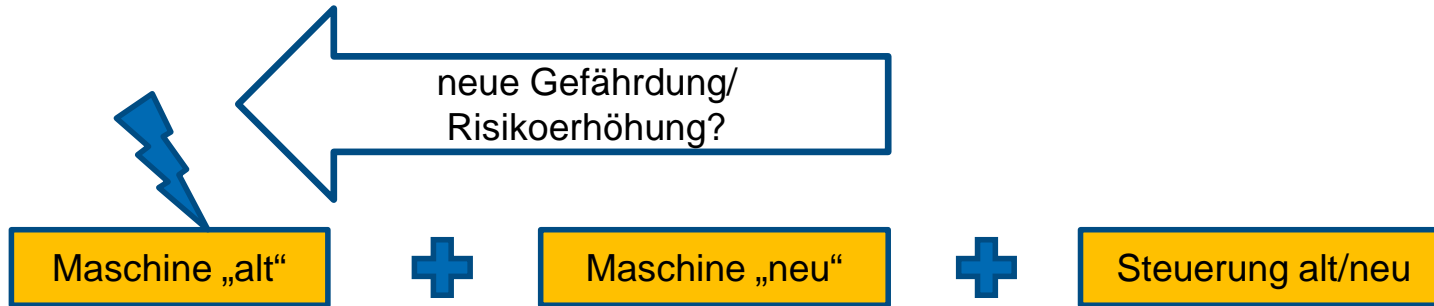 neue Gefährdung/
Risikoerhöhung?
Maschine „alt“
Maschine „neu“
Steuerung alt/neu